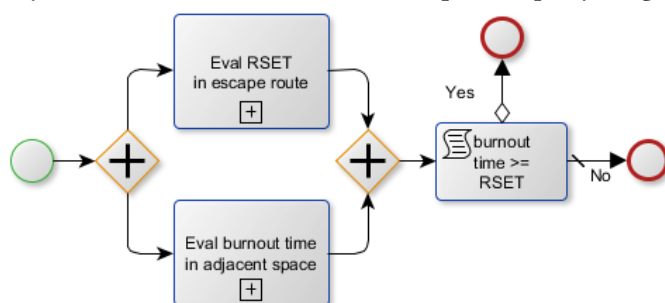 Eval RSET
in escape route
Yes
burnout
time >=
RSET
No
Eval burnout time
in adjacent space